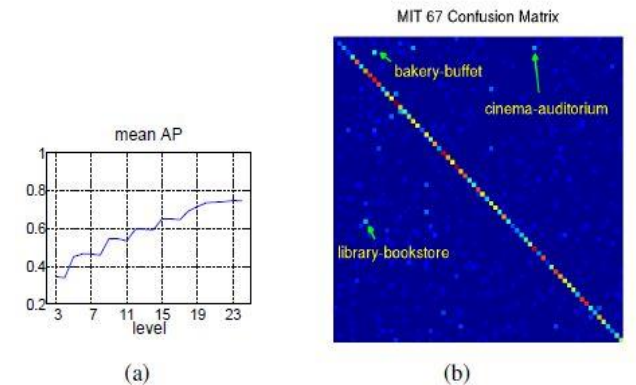 MIT 67 Confusion Matrix
bakery-buffet
cinema-auditorium
library-bookstore
mean AP
1
0.8
0.6
0.4
0.2
3 7 11 15 19 23
level
(a) (b)